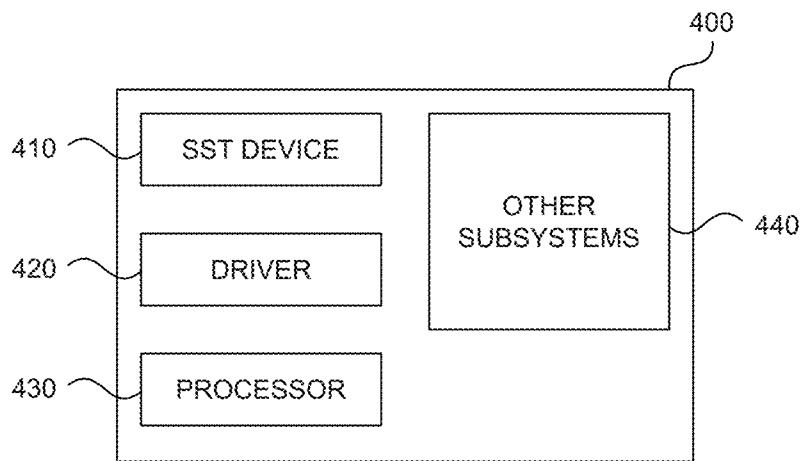 400
410
SST DEVICE
OTHER
SUBSYSTEMS
440
420
DRIVER
430
PROCESSOR